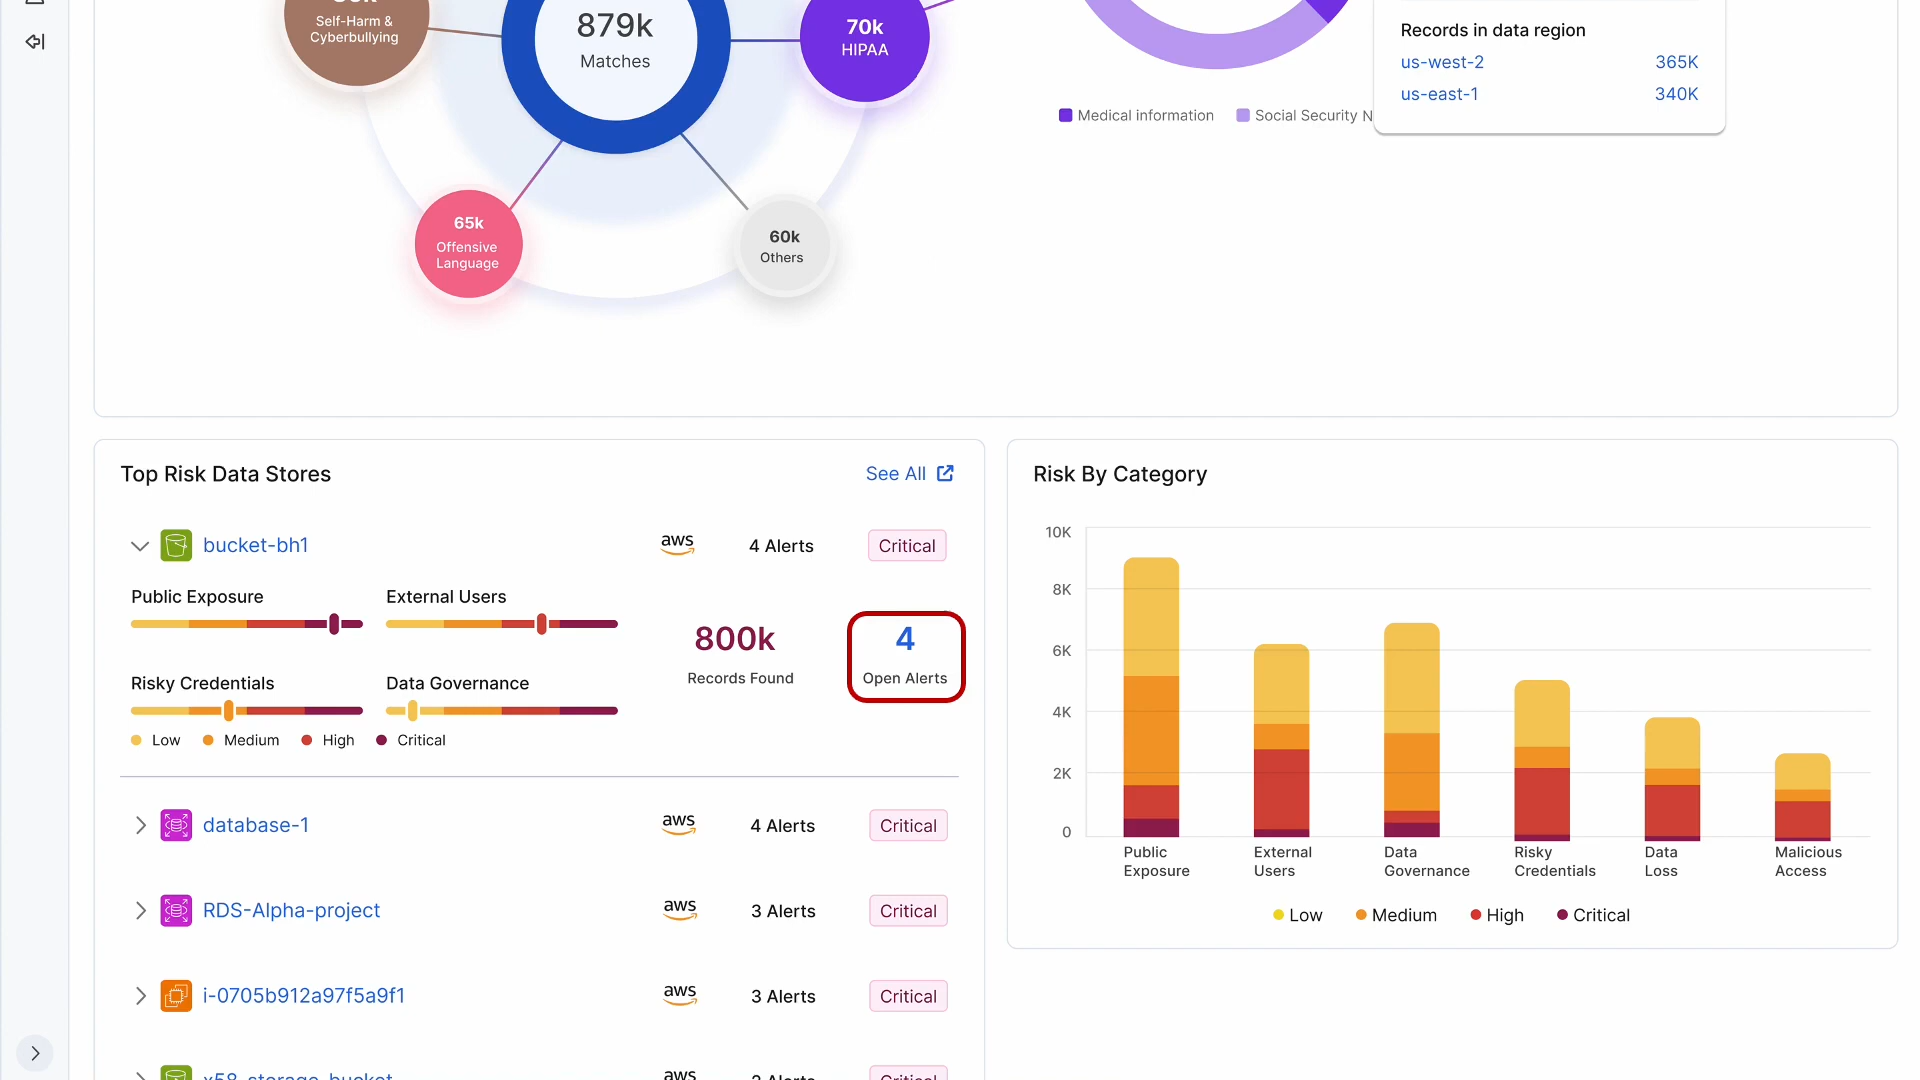 Self-Harm &
Cyberbullying
879k
Matches
70k
HIPAA
65k
Offensive
Language
60k
Others
Medical information
Social Security N
Records in data region
us-west-2 365K
us-east-1 340K
Top Risk Data Stores
See All
bucket-bh1 aws 4 Alerts Critical
Public Exposure
External Users
Risky Credentials
Data Governance
Low Medium High Critical
800k
Records Found
4
Open Alerts
database-1 aws 4 Alerts Critical
RDS-Alpha-project aws 3 Alerts Critical
i-0705b912a97f5a9f1 aws 3 Alerts Critical
aws
Risk By Category
10K
8K
6K
4K
2K
0
Public
Exposure
External
Users
Data
Governance
Risky
Credentials
Data
Loss
Malicious
Access
Low Medium High Critical